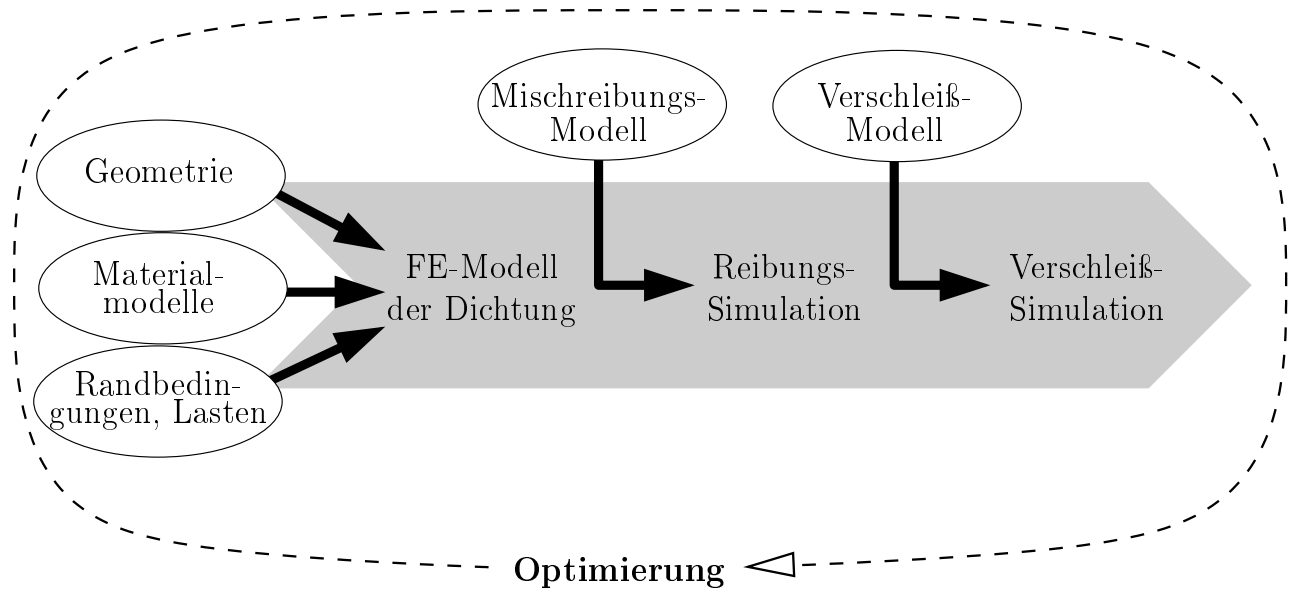 Mischreibungs-
Modell
Verschleiß-
Modell
Geometrie
Material-
modelle
Randbedin-
gungen, Lasten
FE-Modell
der Dichtung
Reibungs-
Simulation
Verschleiß-
Simulation
Optimierung